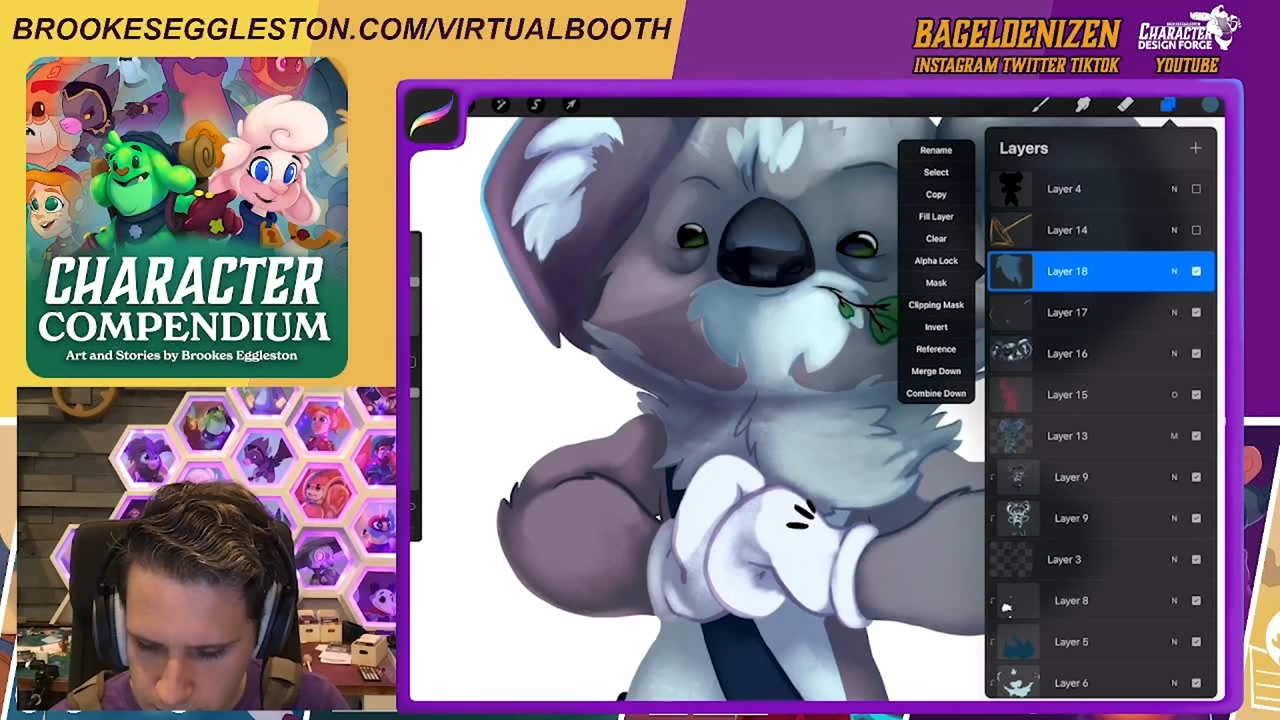 BROOKESEGGLESTON.COM/VIRTUALBOOTH
BAGELDENIZEN
INSTAGRAM TWITTER TIKTOK
CHARACTER
DESIGN FORGE
YOUTUBE
CHARACTER
COMPENDIUM
Art and Stories by Brookes Eggleston
Rename
Select
Copy
Fill Layer
Clear
Alpha Lock
Mask
Clipping Mask
Invert
Reference
Merge Down
Combine Down
Layers
Layer 4 N
Layer 14 N
Layer 18 N
Layer 17 N
Layer 16 N
Layer 15 O
Layer 13 M
Layer 9 N
Layer 9 N
Layer 3 N
Layer 8 N
Layer 5 N
Layer 6 N